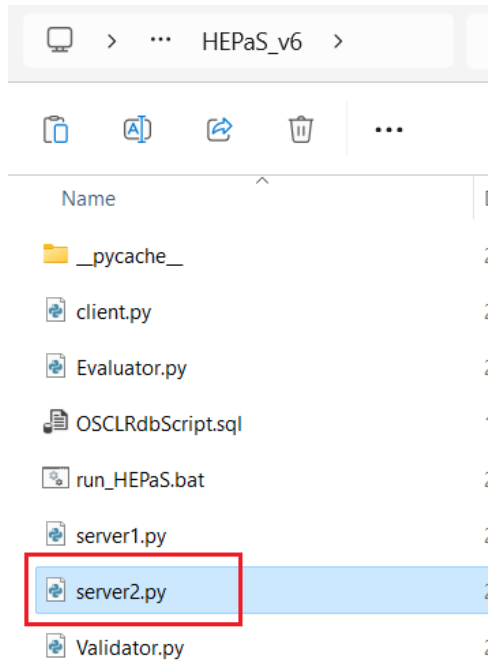 HEPaS_v6
Name
__pycache__
client.py
Evaluator.py
OSCLRdbScript.sql
run_HEPaS.bat
server1.py
server2.py
Validator.py